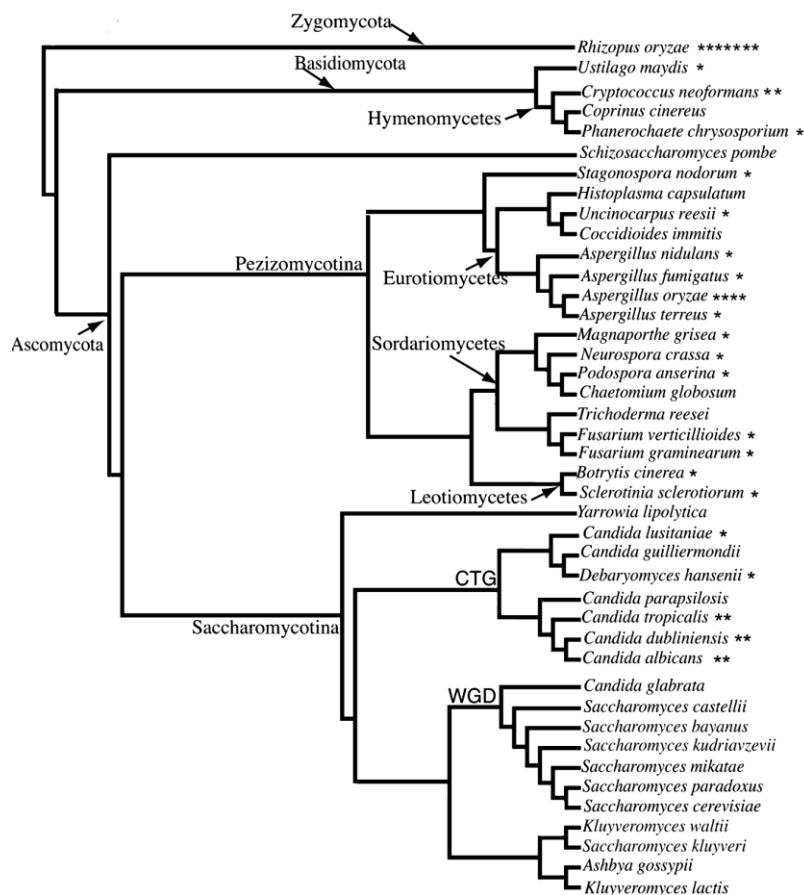 Zygomycota
Rhizopus oryzae *******
Ustilago maydis *
Basidiomycota
Cryptococcus neoformans **
Hymenomycetes
Coprinus cinereus
Phanerochaete chrysosporium *
Schizosaccharomyces pombe
Stagonospora nodorum *
Histoplasma capsulatum
Uncinocarpus reesii *
Coccidioides immitis
Pezizomycotina
Eurotiomycetes
Aspergillus nidulans *
Aspergillus fumigatus *
Aspergillus oryzae ****
Aspergillus terreus *
Ascomycota
Sordariomycetes
Magnaporthe grisea *
Neurospora crassa *
Podospora anserina *
Chaetomium globosum
Trichoderma reesei
Fusarium verticillioides *
Fusarium graminearum *
Leotiomycetes
Botrytis cinerea *
Sclerotinia sclerotiorum *
Yarrowia lipolytica
Candida lusitaniae *
Candida guilliermondii
CTG
Debaryomyces hansenii *
Candida parapsilosis
Saccharomycotina
Candida tropicalis **
Candida dubliniensis **
Candida albicans **
WGD
Candida glabrata
Saccharomyces castellii
Saccharomyces bayanus
Saccharomyces kudriavzevii
Saccharomyces mikatae
Saccharomyces paradoxus
Saccharomyces cerevisiae
Kluyveromyces waltii
Saccharomyces kluyveri
Ashbya gossypii
Kluyveromyces lactis